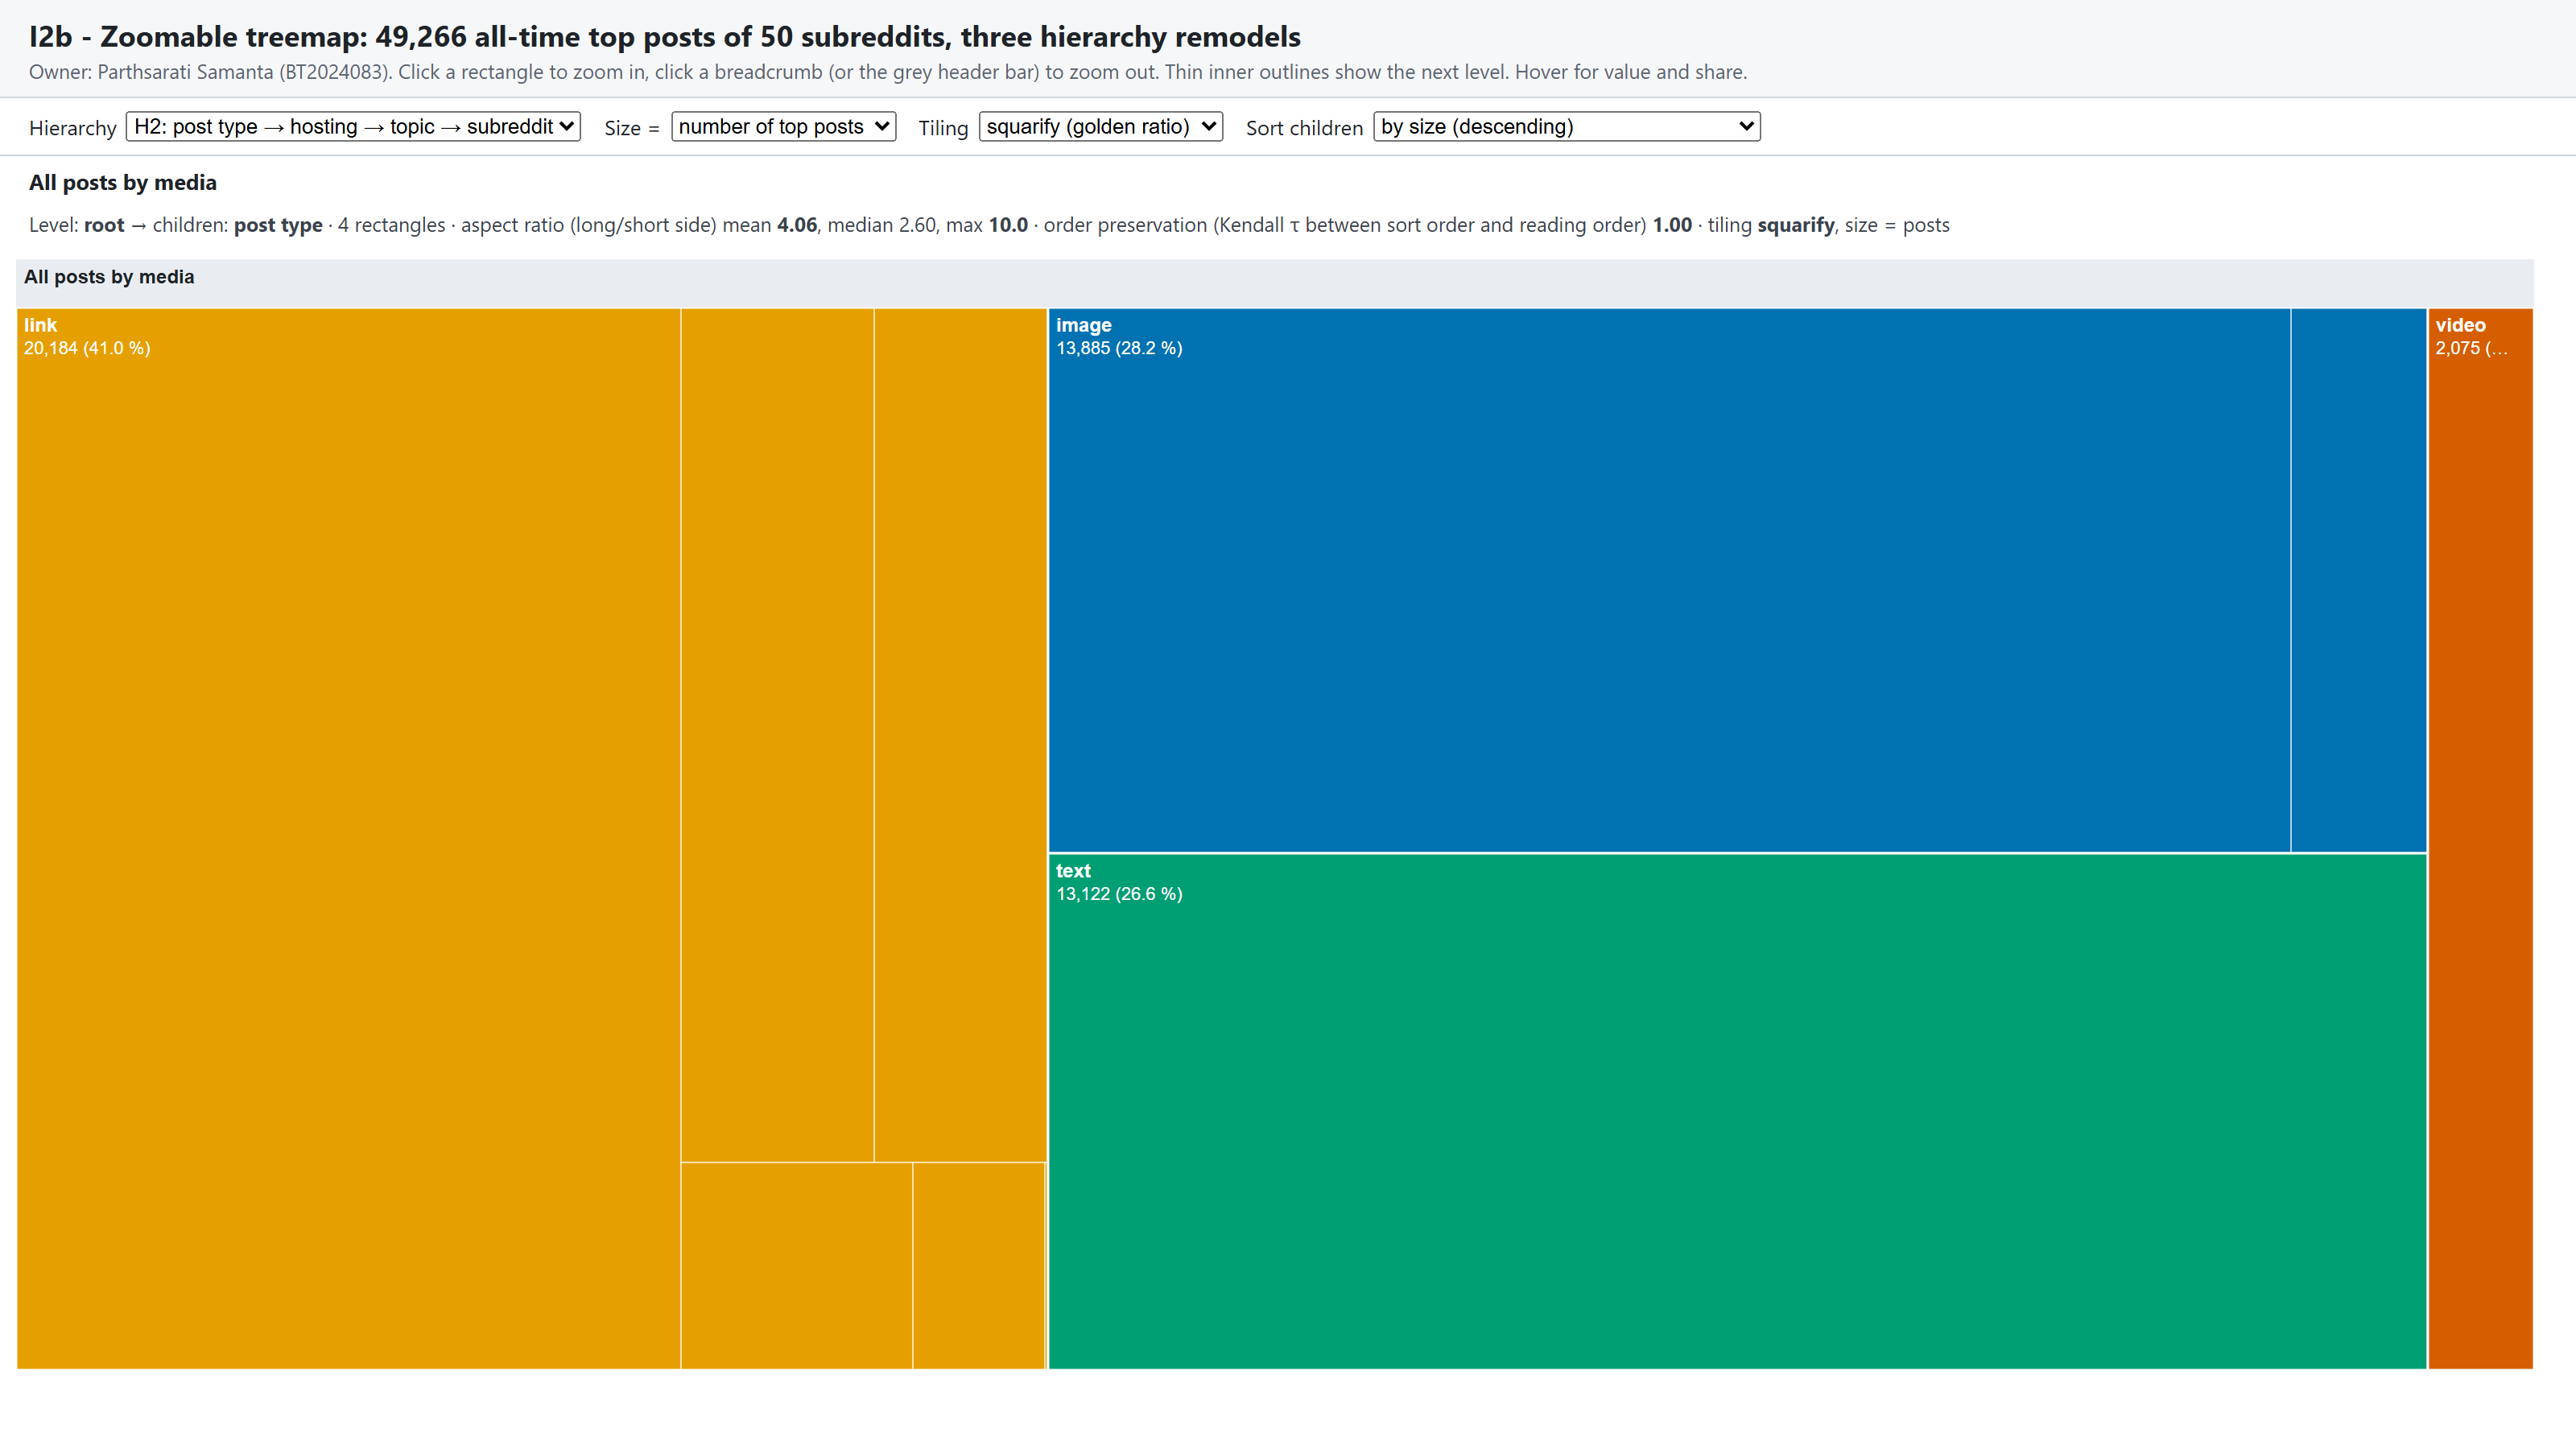 I2b - Zoomable treemap: 49,266 all-time top posts of 50 subreddits, three hierarchy remodels
Owner: Parthsarati Samanta (BT2024083). Click a rectangle to zoom in, click a breadcrumb (or the grey header bar) to zoom out. Thin inner outlines show the next level. Hover for value and share.
Hierarchy H2: post type → hosting → topic → subreddit Size = number of top posts Tiling squarify (golden ratio) Sort children by size (descending)
All posts by media
Level: root → children: post type · 4 rectangles · aspect ratio (long/short side) mean 4.06, median 2.60, max 10.0 · order preservation (Kendall τ between sort order and reading order) 1.00 · tiling squarify, size = posts
All posts by media
link
20,184 (41.0 %)
image
13,885 (28.2 %)
video
2,075 (…
text
13,122 (26.6 %)